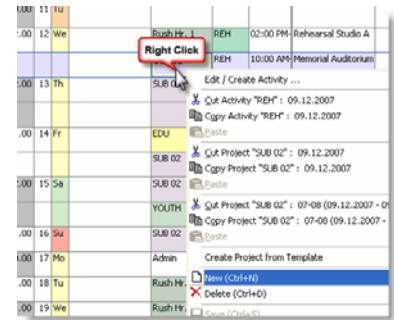 .00 11 Tu
.00 12 We Rush Hr. 1 REH 02:00 PM- Rehearsal Studio A
Right Click
REH 10:00 AM- Memorial Auditorium
2.00 13 Th SUB 02
Edit / Create Activity ...
Cut Activity "REH" : 09.12.2007
Copy Activity "REH" : 09.12.2007
.00 14 Fr EDU Paste
SUB 02 Cut Project "SUB 02" : 09.12.2007
Copy Project "SUB 02" : 09.12.2007
2.00 15 Sa SUB 02 Paste
YOUTH Cut Project "SUB 02" : 07-08 (09.12.2007 - 09
Copy Project "SUB 02" : 07-08 (09.12.2007 -
.00 16 Su SUB 02 Paste
.00 17 Mo Admin Create Project from Template
.00 18 Tu Rush Hr. New (Ctrl+N)
Delete (Ctrl+D)
.00 19 We Rush Hr. Save (Ctrl+S)